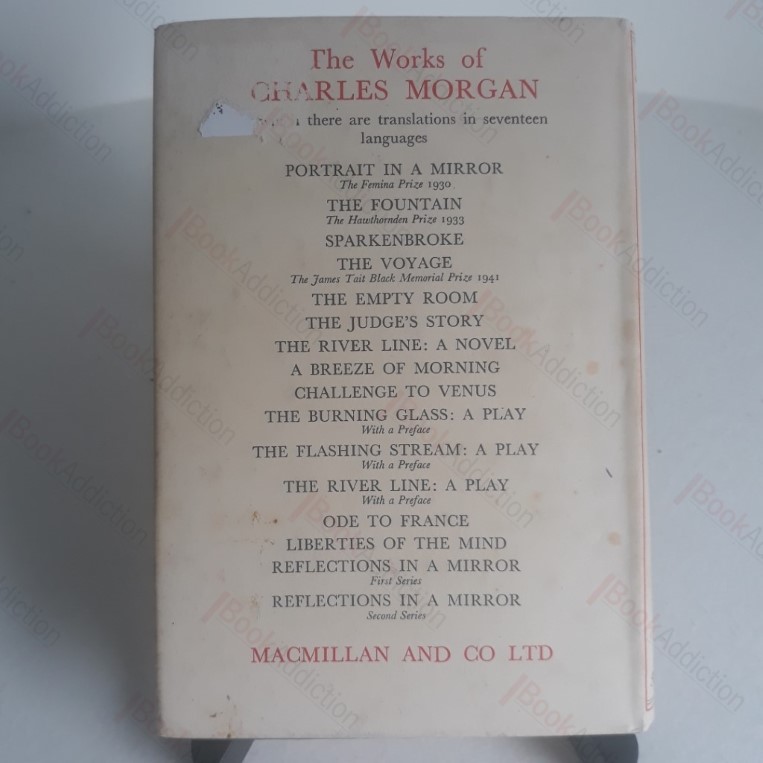 The Works of
CHARLES MORGAN
there are translations in seventeen
languages
PORTRAIT IN A MIRROR
The Femina Prize 1930
THE FOUNTAIN
The Hawthornden Prize 1933
SPARKENBROKE
THE VOYAGE
The James Tait Black Memorial Prize 1941
THE EMPTY ROOM
THE JUDGE'S STORY
THE RIVER LINE: A NOVEL
A BREEZE OF MORNING
CHALLENGE TO VENUS
THE BURNING GLASS: A PLAY
With a Preface
THE FLASHING STREAM: A PLAY
With a Preface
THE RIVER LINE: A PLAY
With a Preface
ODE TO FRANCE
LIBERTIES OF THE MIND
REFLECTIONS IN A MIRROR
First Series
REFLECTIONS IN A MIRROR
Second Series
MACMILLAN AND CO LTD
BookAddiction